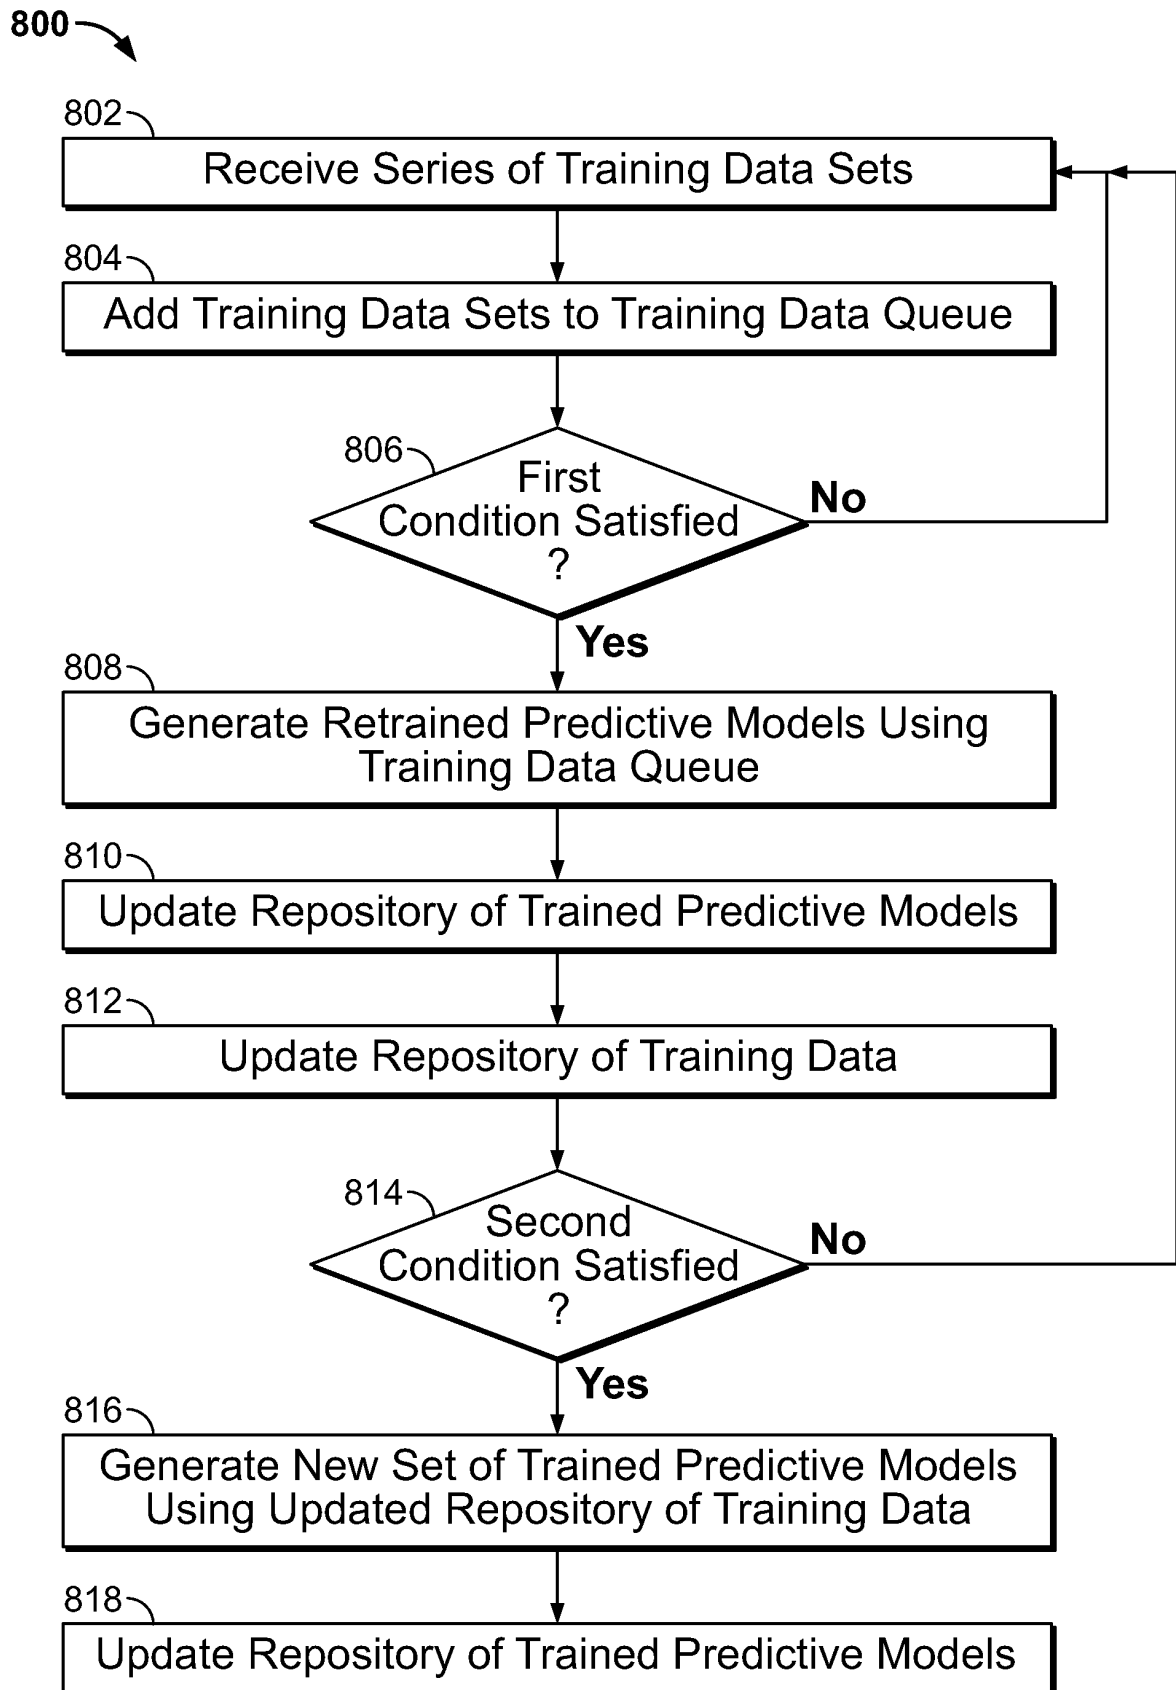 800
802
Receive Series of Training Data Sets
804
Add Training Data Sets to Training Data Queue
806
First
Condition Satisfied
?
No
Yes
808
Generate Retrained Predictive Models Using
Training Data Queue
810
Update Repository of Trained Predictive Models
812
Update Repository of Training Data
814
Second
Condition Satisfied
?
No
Yes
816
Generate New Set of Trained Predictive Models
Using Updated Repository of Training Data
818
Update Repository of Trained Predictive Models